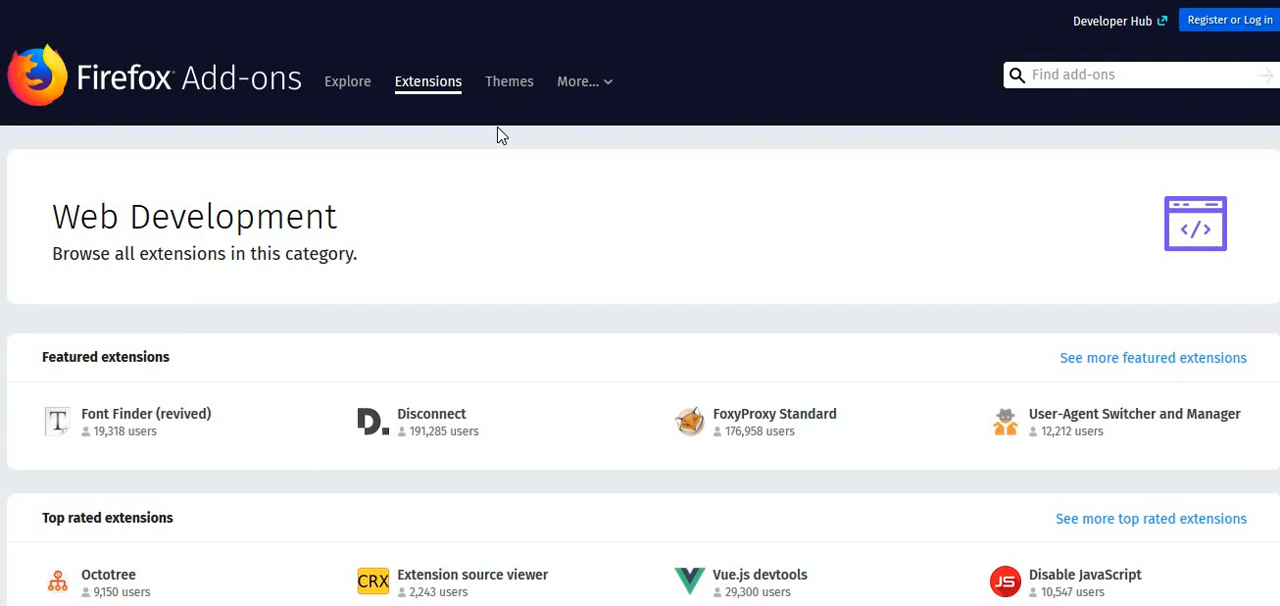 Developer Hub
Register or Log in
Firefox Add-ons
Explore
Extensions
Themes
More...
Find add-ons
Web Development
Browse all extensions in this category.
</>
Featured extensions
See more featured extensions
T
Font Finder (revived)
19,318 users
D.
Disconnect
191,285 users
FoxyProxy Standard
176,958 users
User-Agent Switcher and Manager
12,212 users
Top rated extensions
See more top rated extensions
Octotree
9,150 users
CRX
Extension source viewer
2,243 users
Vue.js devtools
29,300 users
JS
Disable JavaScript
10,547 users